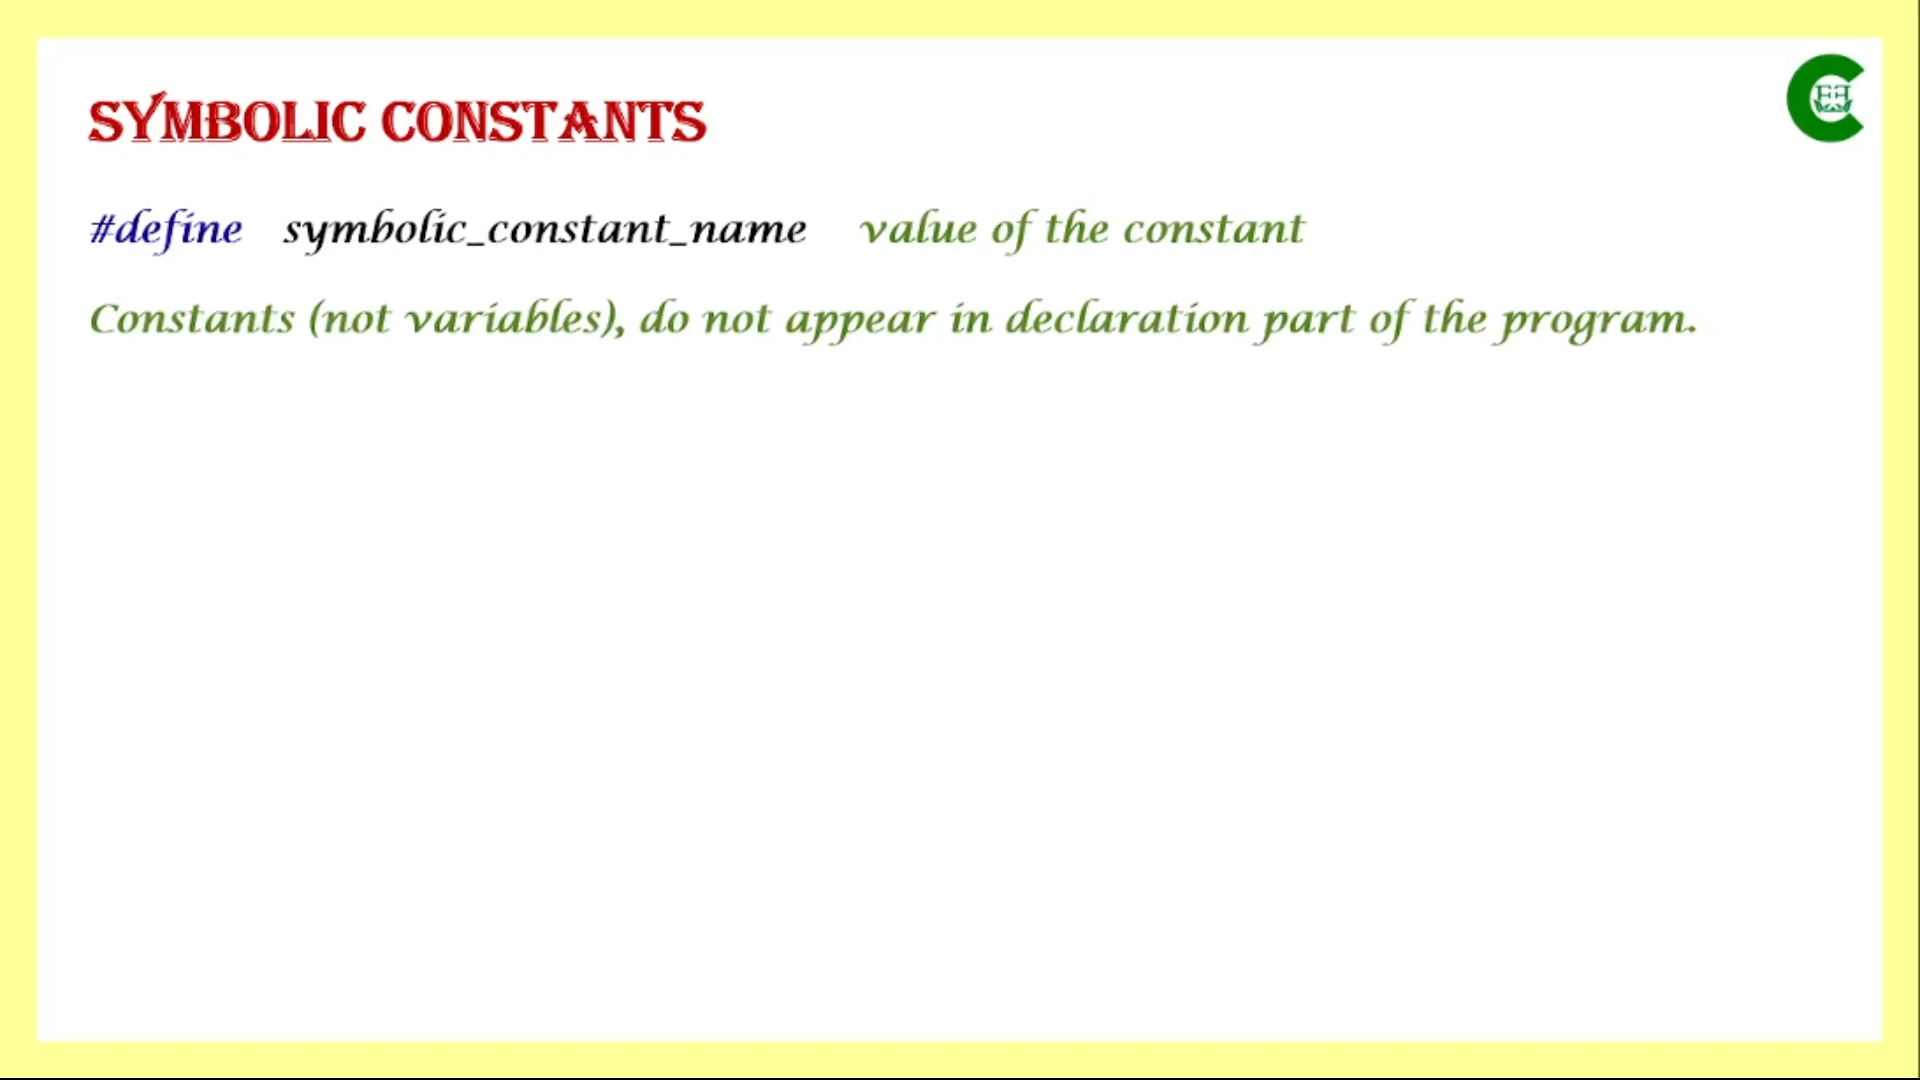 SYMBOLIC CONSTANTS
#define symbolic_constant_name value of the constant
Constants (not variables), do not appear in declaration part of the program.